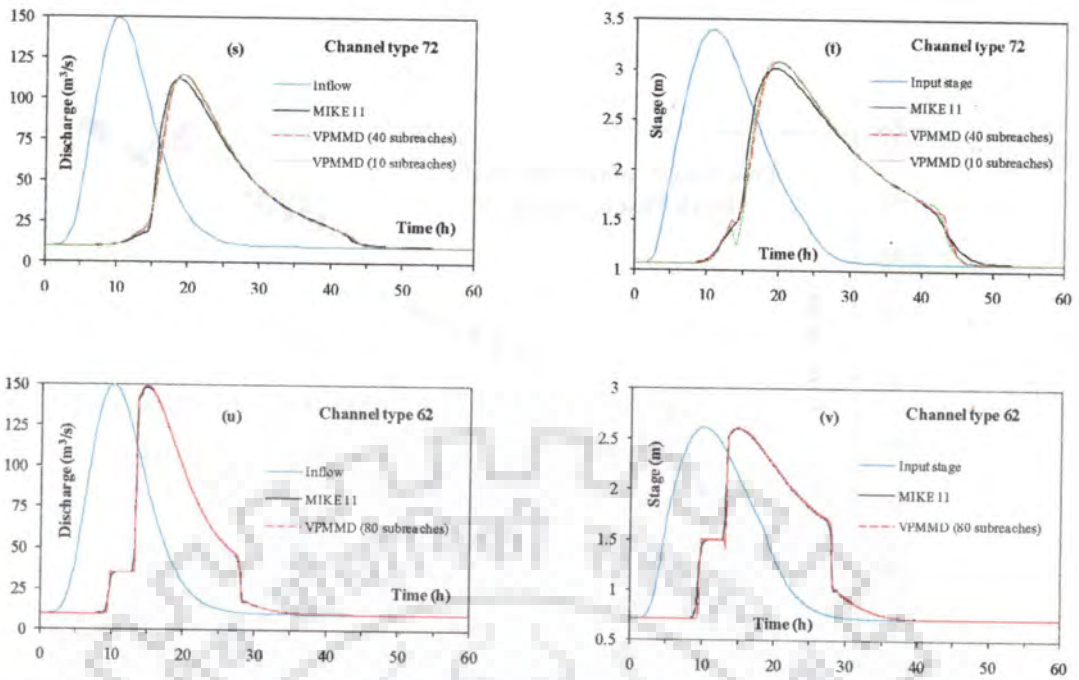 150
125
100
75
50
25
0
Discharge (m³/s)
(s)
Channel type 72
Inflow
MIKE11
VPMMD (40 subreaches)
VPMMD (10 subreaches)
Time (h)
0 10 20 30 40 50 60
3.5
3
2.5
2
1.5
1
Stage (m)
(t)
Channel type 72
Input stage
MIKE11
VPMMD (40 subreaches)
VPMMD (10 subreaches)
Time (h)
0 10 20 30 40 50 60
150
125
100
75
50
25
0
Discharge (m³/s)
(u)
Channel type 62
Inflow
MIKE11
VPMMD (80 subreaches)
Time (h)
0 10 20 30 40 50 60
3
2.5
2
1.5
1
0.5
Stage (m)
(v)
Channel type 62
Input stage
MIKE11
VPMMD (80 subreaches)
Time (h)
0 10 20 30 40 50 60